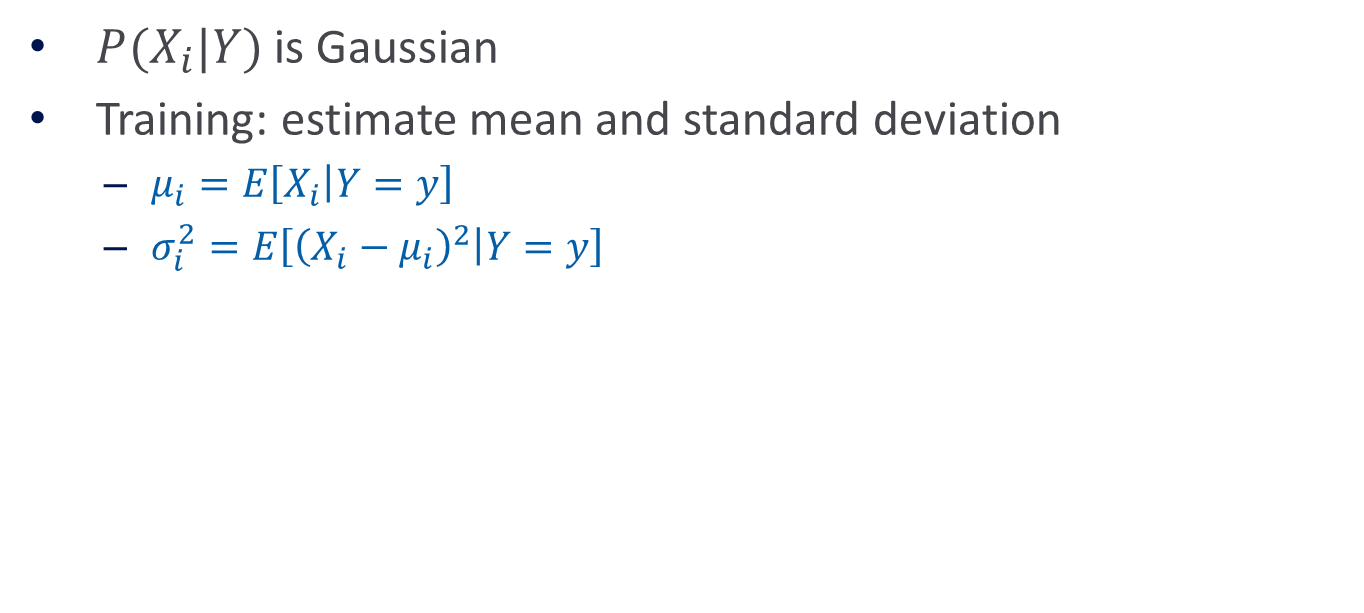 • 𝑃(𝑋ᵢ|𝑌) is Gaussian
• Training: estimate mean and standard deviation
– 𝜇ᵢ = 𝐸[𝑋ᵢ|𝑌 = 𝑦]
– 𝜎ᵢ² = 𝐸[(𝑋ᵢ − 𝜇ᵢ)²|𝑌 = 𝑦]